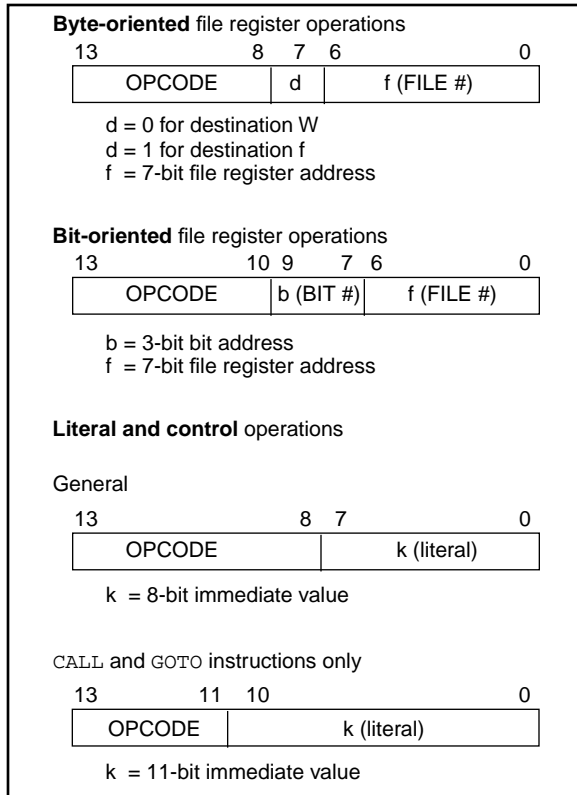 Byte-oriented file register operations
13 8 7 6 0
OPCODE d f (FILE #)
d = 0 for destination W
d = 1 for destination f
f = 7-bit file register address
Bit-oriented file register operations
13 10 9 7 6 0
OPCODE b (BIT #) f (FILE #)
b = 3-bit bit address
f = 7-bit file register address
Literal and control operations
General
13 8 7 0
OPCODE k (literal)
k = 8-bit immediate value
CALL and GOTO instructions only
13 11 10 0
OPCODE k (literal)
k = 11-bit immediate value